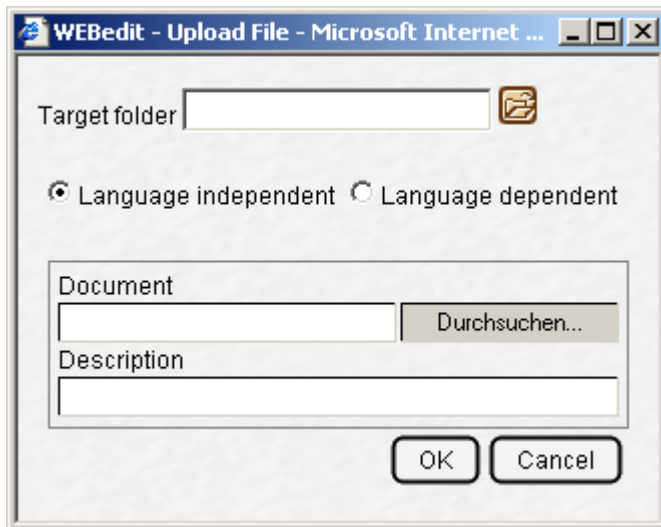 WEBedit - Upload File - Microsoft Internet ...
Target folder
Language independent Language dependent
Document
Durchsuchen...
Description
OK Cancel